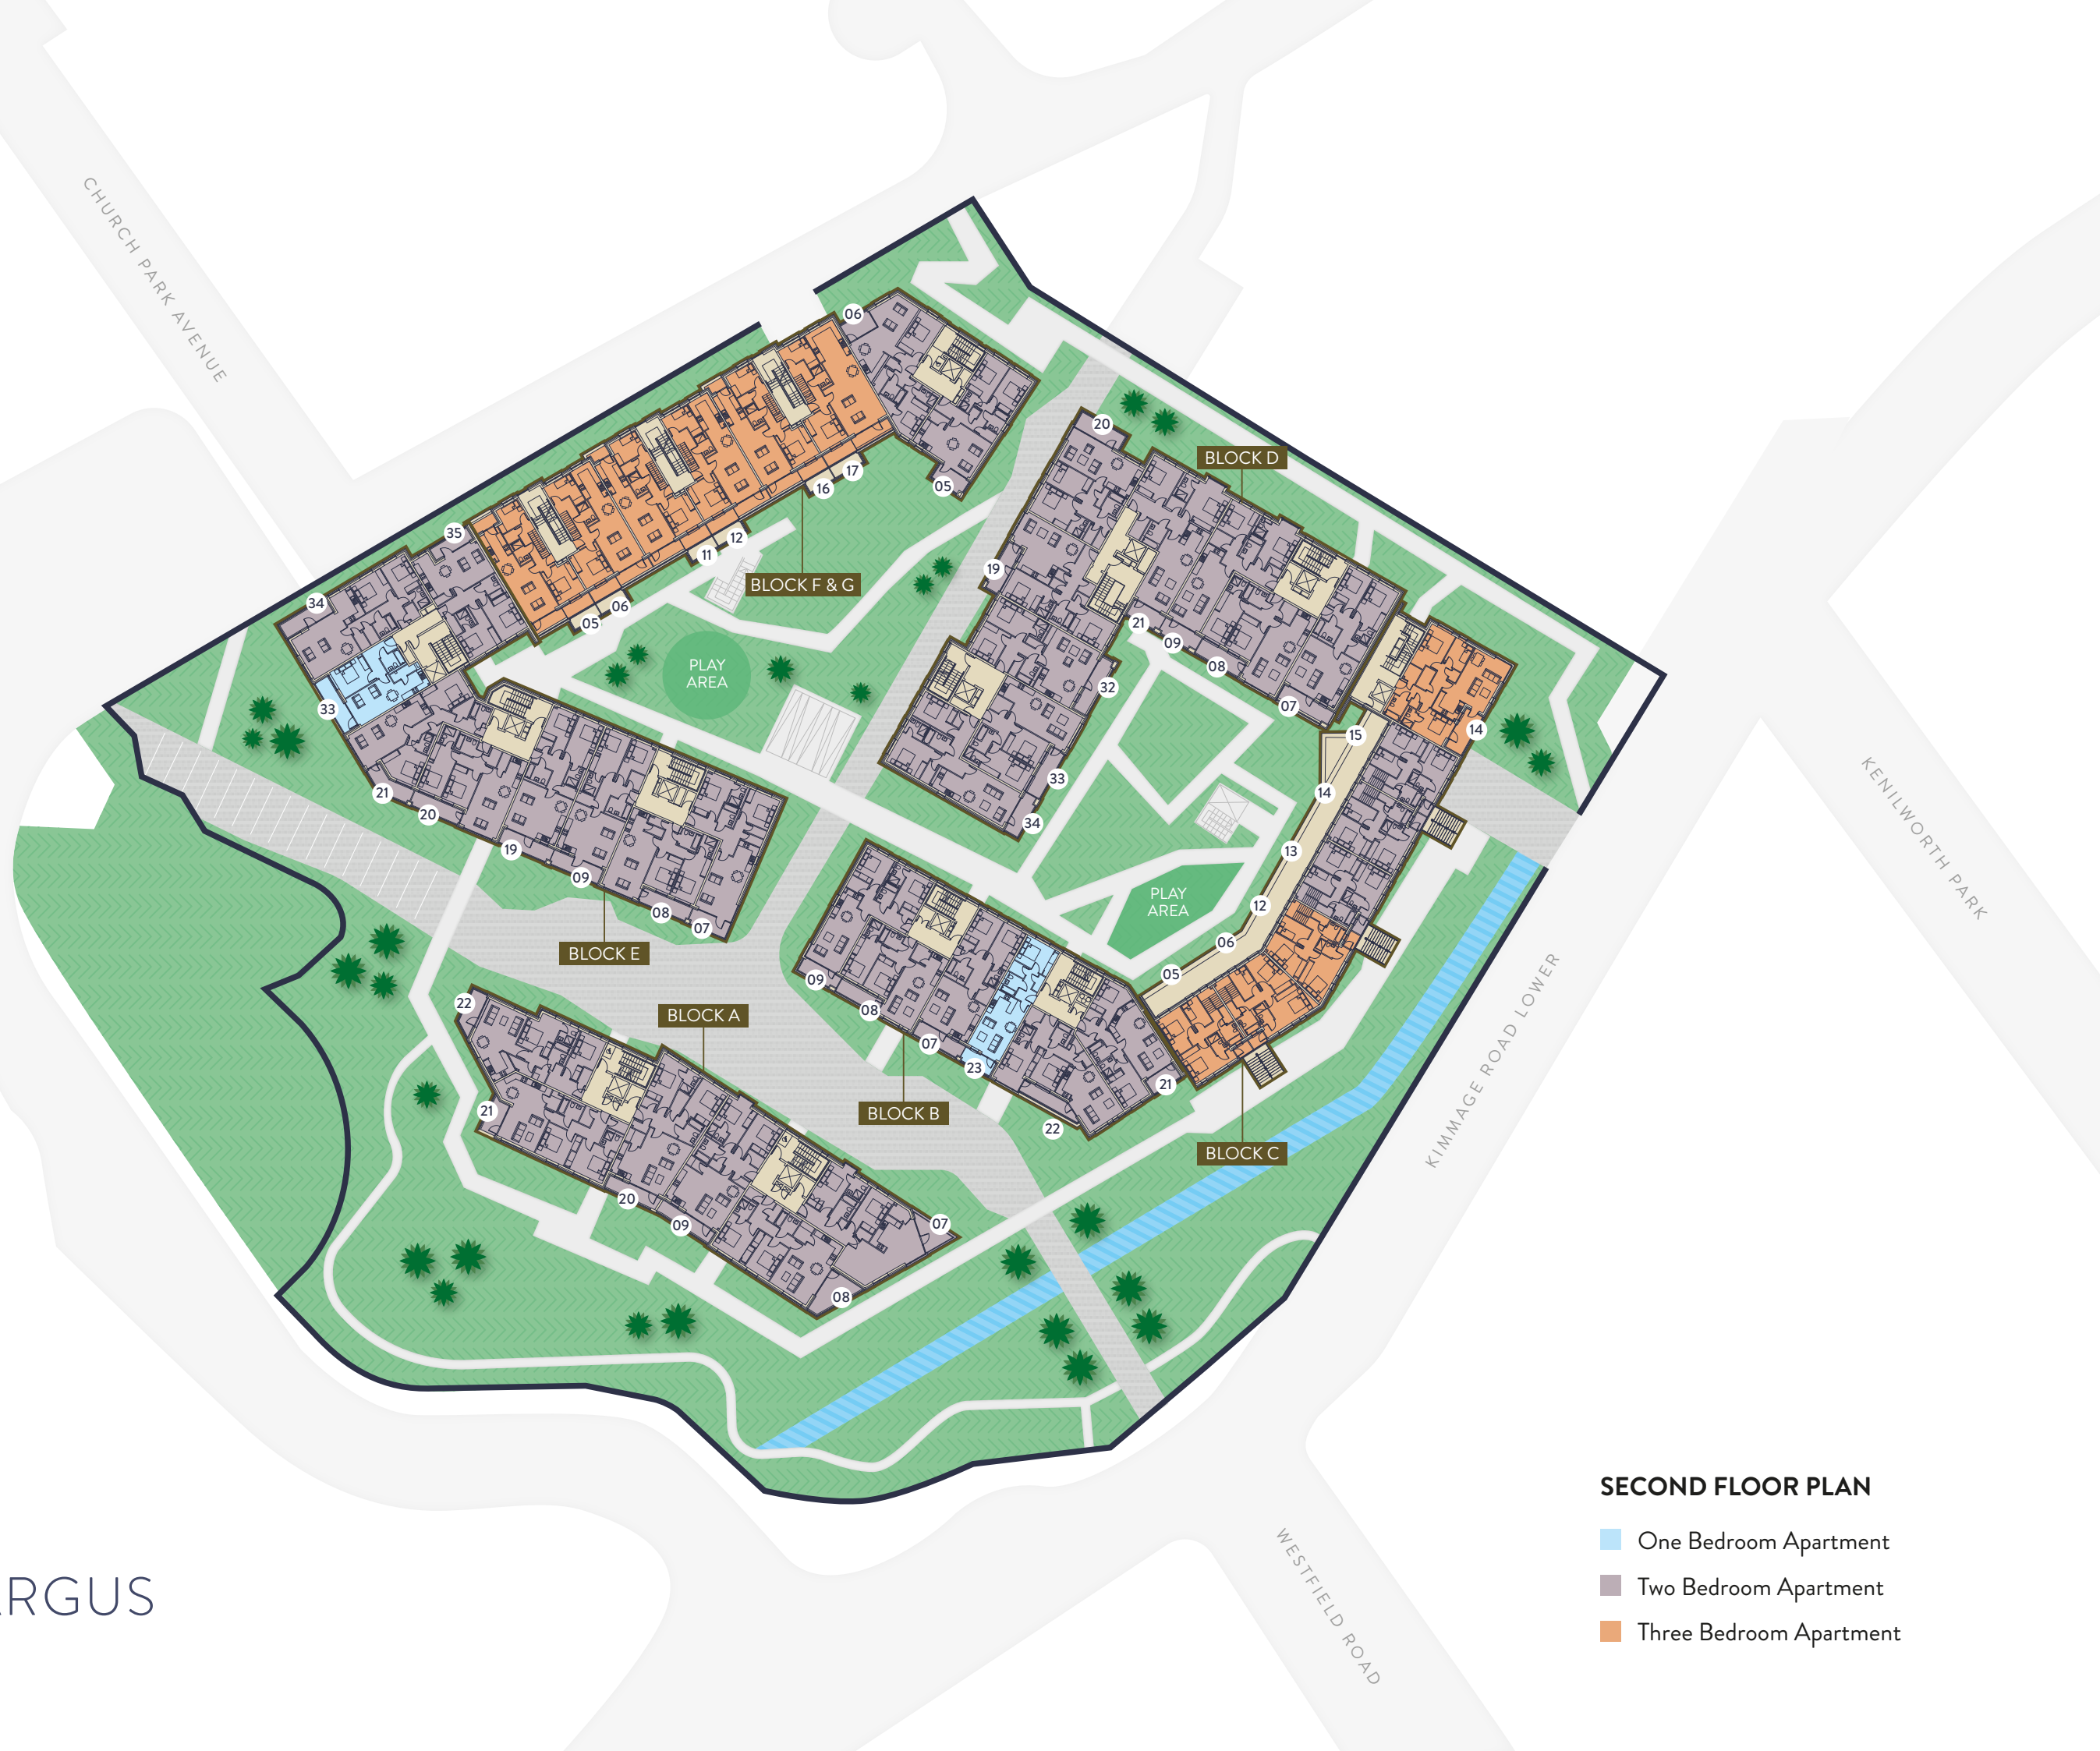 CHURCH PARK AVENUE
06
20
BLOCK D
17
16
05
35
12
11
19
BLOCK F & G
34
06
05
21
09
08
PLAY
AREA
32
07
33
15
14
33
14
21
20
34
19
13
09
PLAY
AREA
12
08
07
06
BLOCK E
05
09
22
08
BLOCK A
07
23
21
21
BLOCK B
22
BLOCK C
20
09
07
08
KENILWORTH PARK
KIMMAGE ROAD LOWER
WESTFIELD ROAD
RGUS
SECOND FLOOR PLAN
One Bedroom Apartment
Two Bedroom Apartment
Three Bedroom Apartment